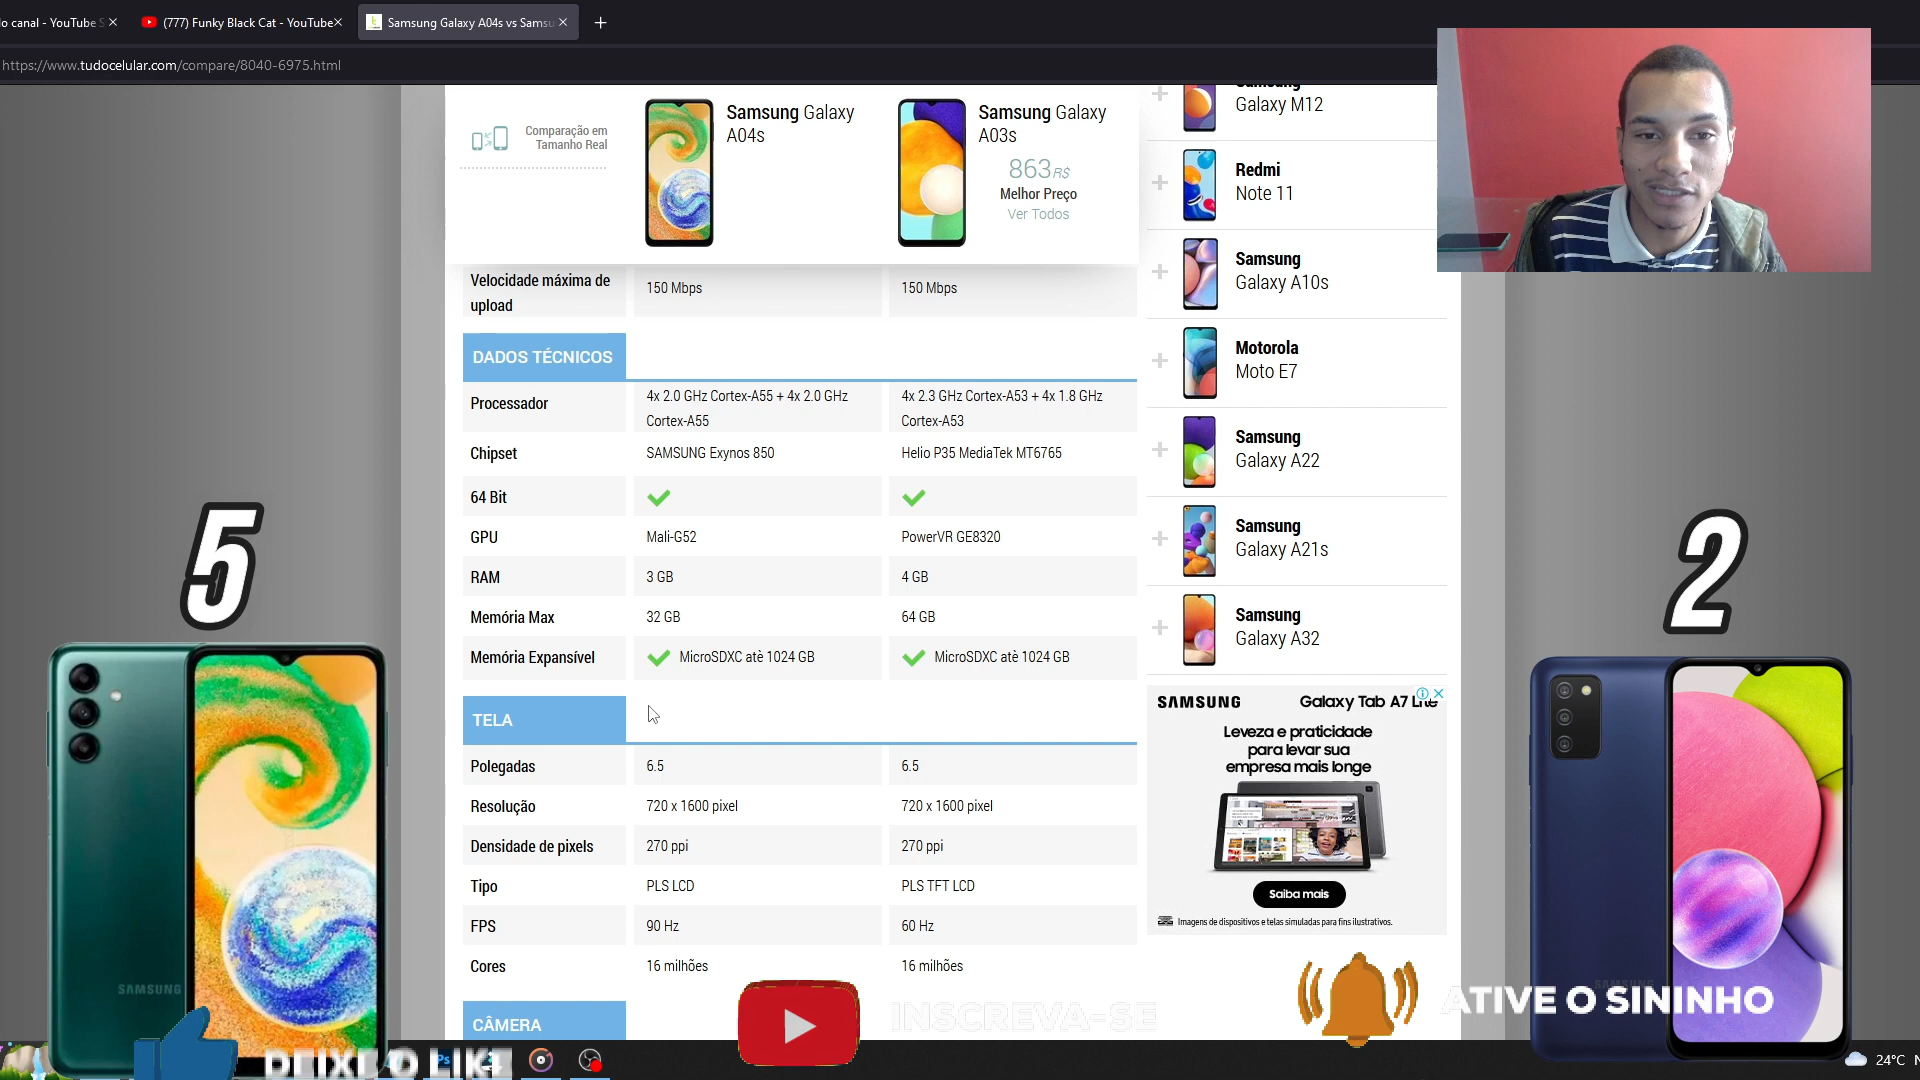 lo canal - YouTube S
(777) Funky Black Cat - YouTube
Samsung Galaxy A04s vs Samsu
https://www.tudocelular.com/compare/8040-6975.html
Comparação em
Tamanho Real
Samsung Galaxy
A04s
Samsung Galaxy
A03s
863R$
Melhor Preço
Ver Todos
Velocidade máxima de
upload
150 Mbps
150 Mbps
DADOS TÉCNICOS
Processador
4x 2.0 GHz Cortex-A55 + 4x 2.0 GHz
Cortex-A55
4x 2.3 GHz Cortex-A53 + 4x 1.8 GHz
Cortex-A53
Chipset
SAMSUNG Exynos 850
Helio P35 MediaTek MT6765
64 Bit
GPU
Mali-G52
PowerVR GE8320
RAM
3 GB
4 GB
Memória Max
32 GB
64 GB
Memória Expansível
MicroSDXC atè 1024 GB
MicroSDXC atè 1024 GB
TELA
Polegadas
6.5
6.5
Resolução
720 x 1600 pixel
720 x 1600 pixel
Densidade de pixels
270 ppi
270 ppi
Tipo
PLS LCD
PLS TFT LCD
FPS
90 Hz
60 Hz
Cores
16 milhões
16 milhões
CÂMERA
Samsung
Galaxy M12
Redmi
Note 11
Samsung
Galaxy A10s
Motorola
Moto E7
Samsung
Galaxy A22
Samsung
Galaxy A21s
Samsung
Galaxy A32
SAMSUNG
Galaxy Tab A7 Lite
Leveza e praticidade
para levar sua
empresa mais longe
Saiba mais
Imagens de dispositivos e telas simuladas para fins ilustrativos.
5
2
SAMSUNG
DEIXE O LIKE
Ps
INSCREVA-SE
ATIVE O SININHO
24°C